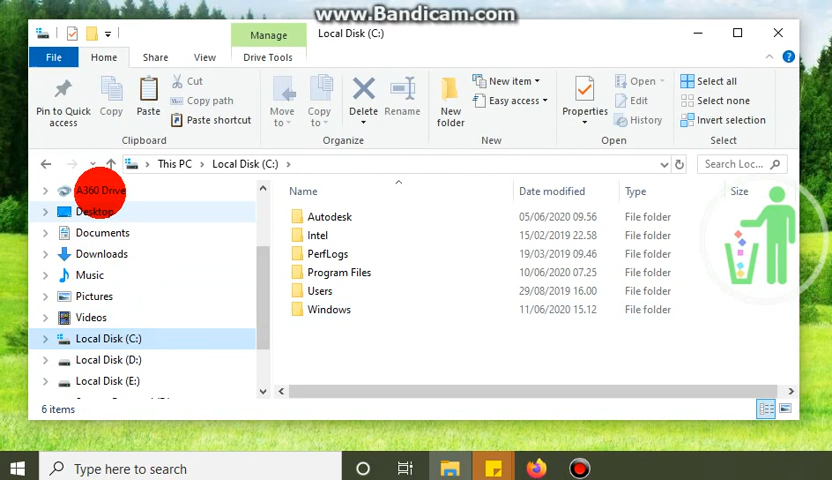 www.Bandicam.com
Manage
Local Disk (C:)
File
Home
Share
View
Drive Tools
Pin to Quick access
Copy
Paste
Cut
Copy path
Paste shortcut
Clipboard
Move to
Copy to
Delete
Rename
Organize
New folder
New item
Easy access
New
Properties
Open
Edit
History
Open
Select all
Select none
Invert selection
Select
This PC
Local Disk (C:)
Search Loc...
A360 Drive
Desktop
Documents
Downloads
Music
Pictures
Videos
Local Disk (C:)
Local Disk (D:)
Local Disk (E:)
Name Date modified Type Size
Autodesk 05/06/2020 09.56 File folder
Intel 15/02/2019 22.58 File folder
PerfLogs 19/03/2019 09.46 File folder
Program Files 10/06/2020 07.25 File folder
Users 29/08/2019 16.00 File folder
Windows 11/06/2020 15.12 File folder
6 items
Type here to search